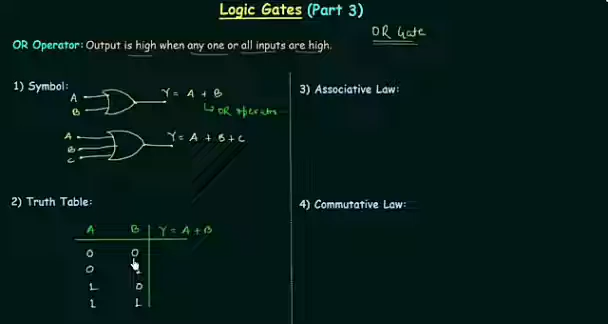 Logic Gates (Part 3)
OR Gate
OR Operator: Output is high when any one or all inputs are high.
1) Symbol:
A
B
Y = A + B
OR operator
A
B
C
Y = A + B + C
2) Truth Table:
A B Y = A + B
0 0
0 1
1 0
1 1
3) Associative Law:
4) Commutative Law: